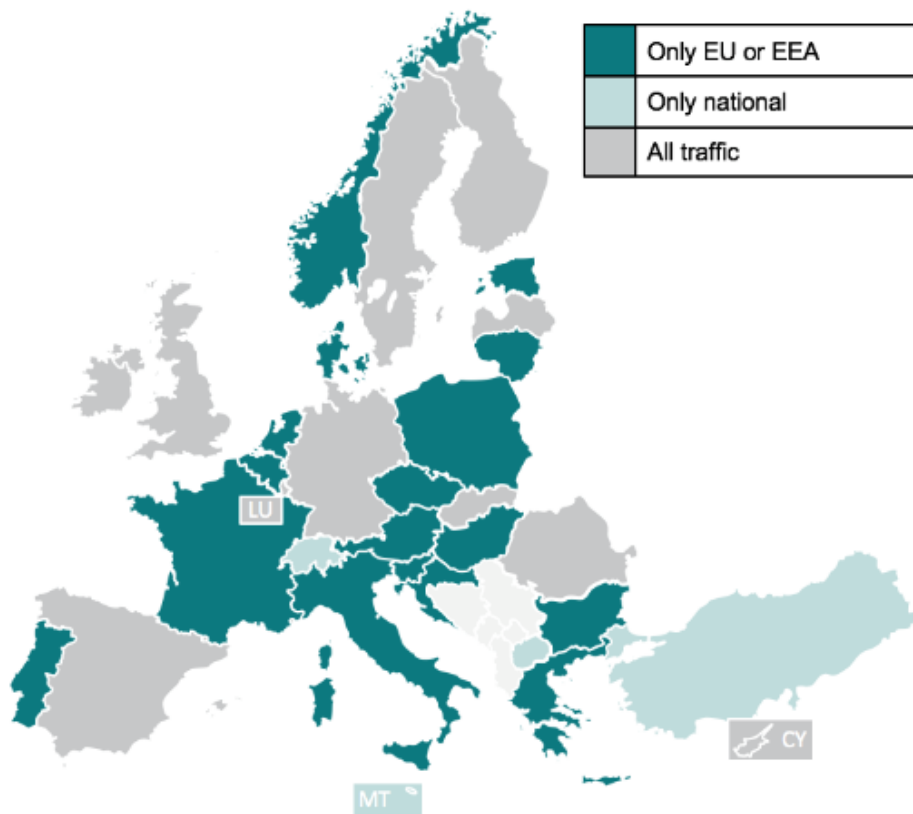 Only EU or EEA
Only national
All traffic
LU
CY
MT